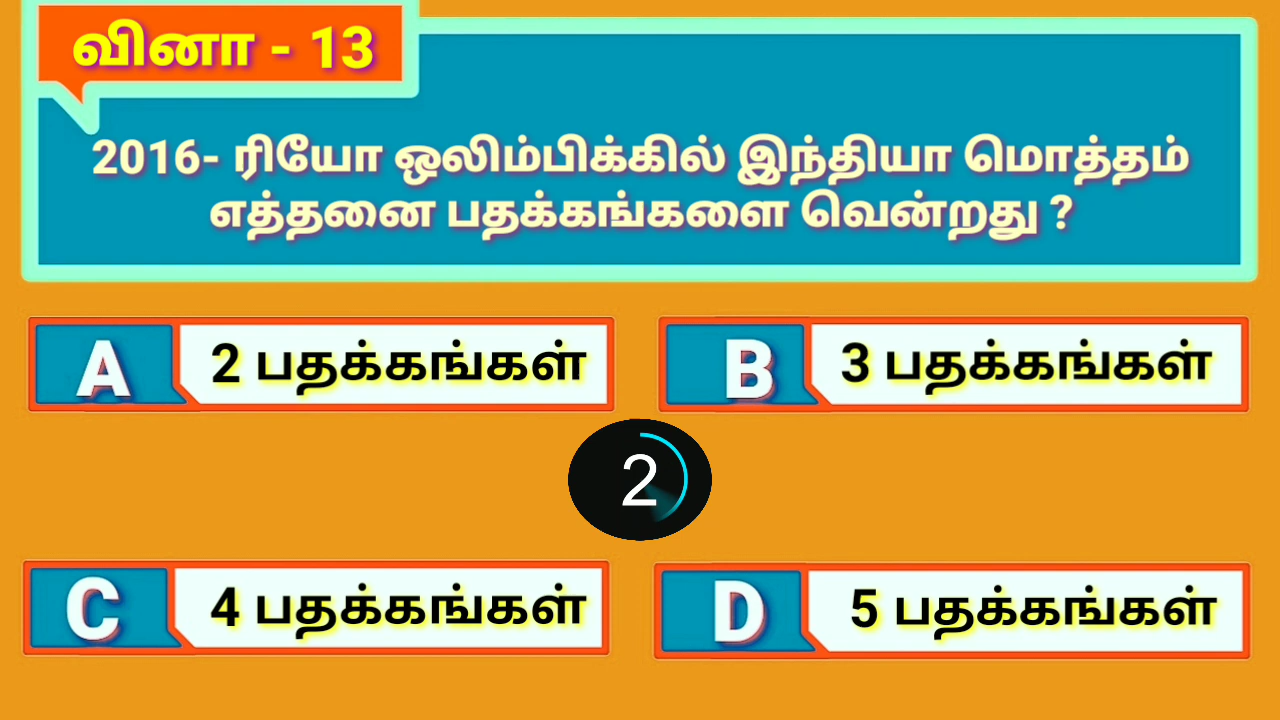 வினா - 13
2016- ரியோ ஒலிம்பிக்கில் இந்தியா மொத்தம்
எத்தனை பதக்கங்களை வென்றது ?
A 2 பதக்கங்கள்
B 3 பதக்கங்கள்
2
C 4 பதக்கங்கள்
D 5 பதக்கங்கள்